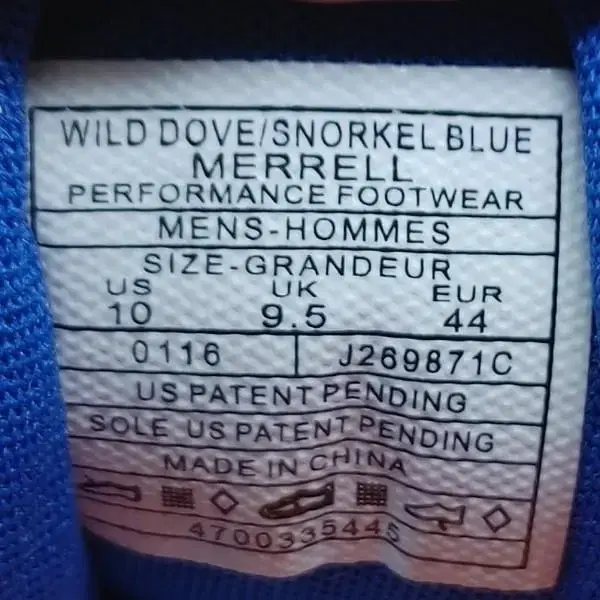 WILD DOVE/SNORKEL BLUE
MERRELL
PERFORMANCE FOOTWEAR
MENS-HOMMES
SIZE-GRANDEUR
US UK EUR
10 9.5 44
0116 J269871C
US PATENT PENDING
SOLE US PATENT PENDING
MADE IN CHINA
4700335445